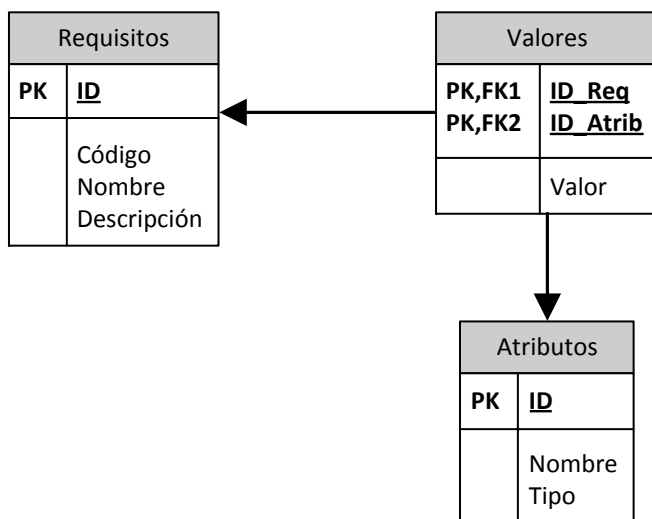 Requisitos
PK ID
Código
Nombre
Descripción
Valores
PK,FK1 ID_Req
PK,FK2 ID_Atrib
Valor
Atributos
PK ID
Nombre
Tipo